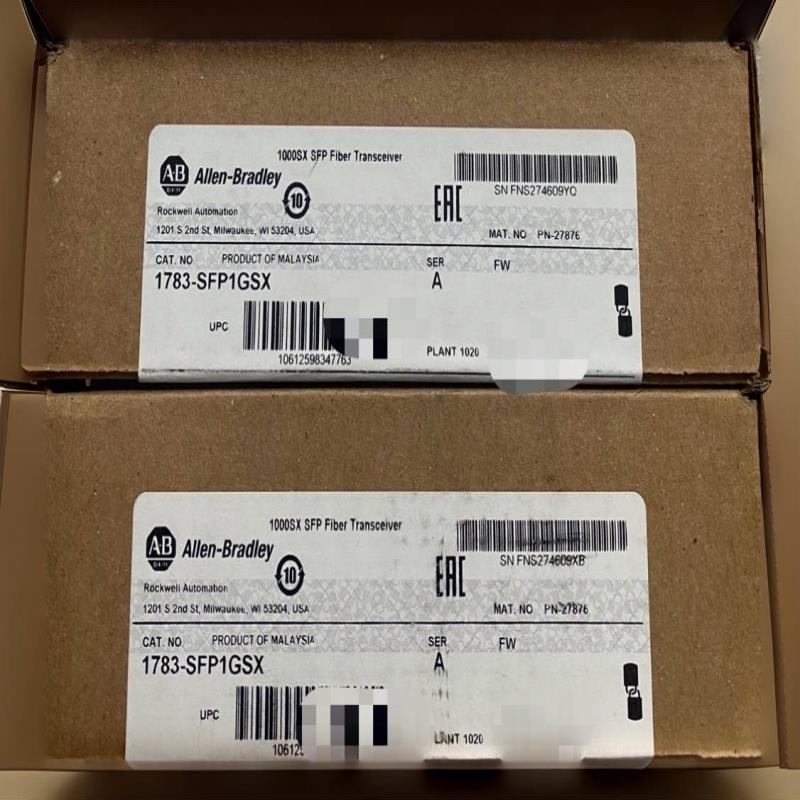 1000SX SFP Fiber Transceiver
AB Allen-Bradley
10
EAC
SN FNS274609YQ
Rockwell Automation
1201 S 2nd St, Milwaukee, WI 53204, USA
MAT. NO PN-27876
CAT. NO PRODUCT OF MALAYSIA SER FW
1783-SFP1GSX A
UPC
10612598347763
PLANT 1020
1000SX SFP Fiber Transceiver
AB Allen-Bradley
10
EAC
SN FNS274609XB
Rockwell Automation
1201 S 2nd St, Milwaukee, WI 53204, USA
MAT. NO PN-27876
CAT. NO PRODUCT OF MALAYSIA SER FW
1783-SFP1GSX A
UPC
1020